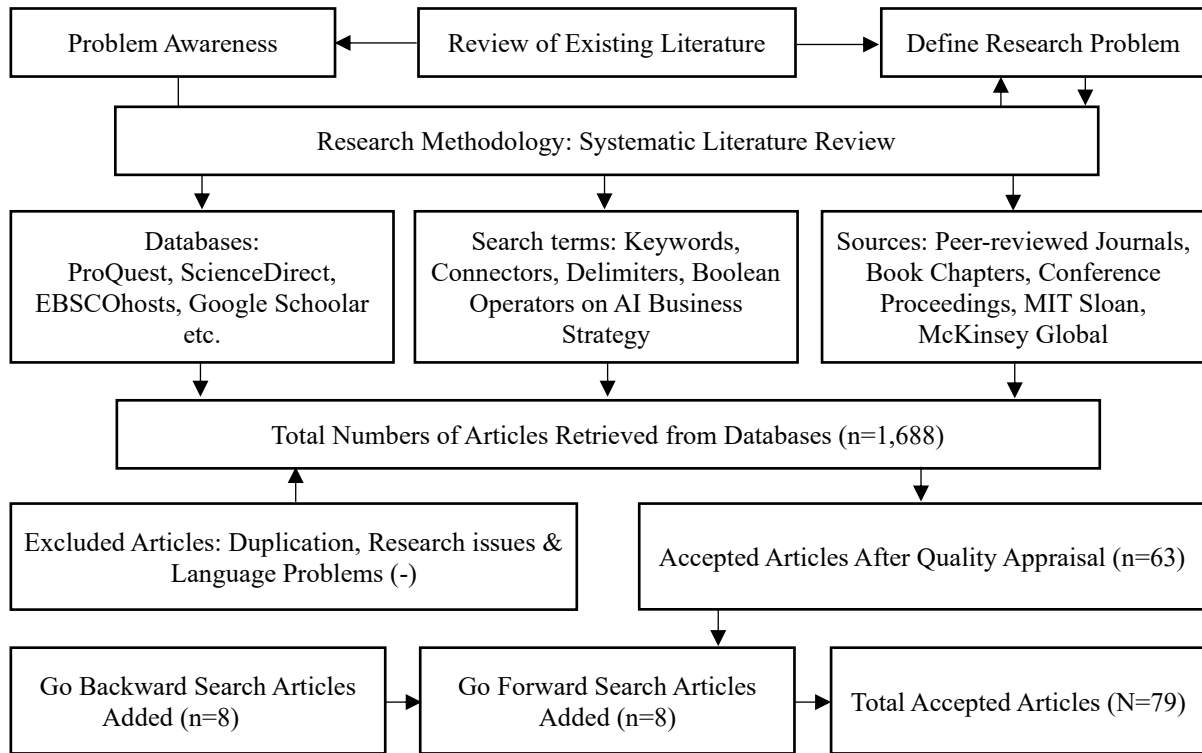 Problem Awareness
Review of Existing Literature
Define Research Problem
Research Methodology: Systematic Literature Review
Databases:
ProQuest, ScienceDirect,
EBSCOhosts, Google Schoolar
etc.
Search terms: Keywords,
Connectors, Delimiters, Boolean
Operators on AI Business
Strategy
Sources: Peer-reviewed Journals,
Book Chapters, Conference
Proceedings, MIT Sloan,
McKinsey Global
Total Numbers of Articles Retrieved from Databases (n=1,688)
Excluded Articles: Duplication, Research issues &
Language Problems (-)
Accepted Articles After Quality Appraisal (n=63)
Go Backward Search Articles
Added (n=8)
Go Forward Search Articles
Added (n=8)
Total Accepted Articles (N=79)